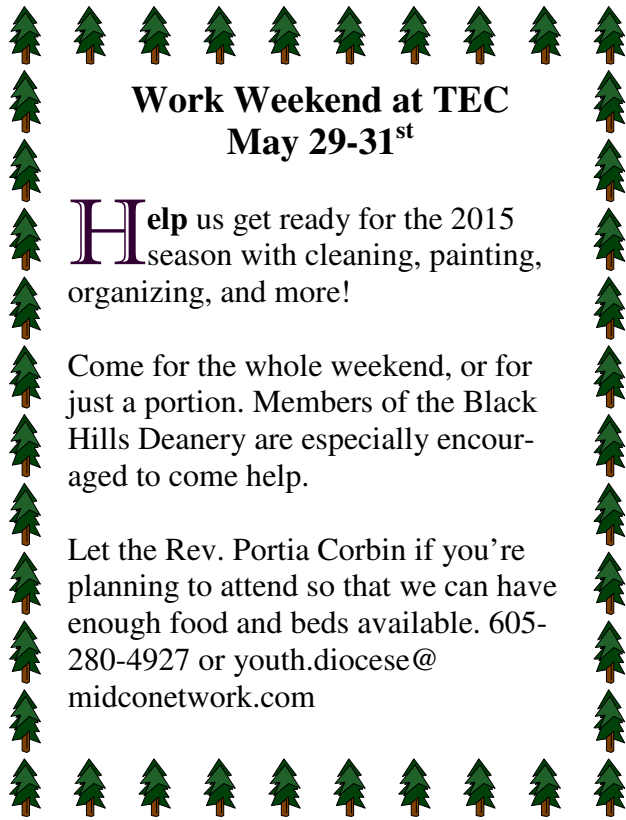 Work Weekend at TEC
May 29-31st
Help us get ready for the 2015
season with cleaning, painting,
organizing, and more!
Come for the whole weekend, or for
just a portion. Members of the Black
Hills Deanery are especially encour-
aged to come help.
Let the Rev. Portia Corbin if you’re
planning to attend so that we can have
enough food and beds available. 605-
280-4927 or youth.diocese@
midconetwork.com